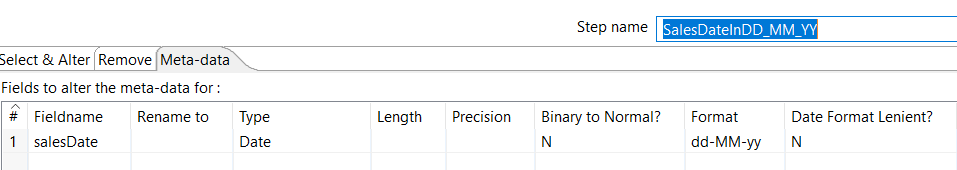 Step name SalesDateInDD_MM_YY
Select & Alter Remove Meta-data
Fields to alter the meta-data for :
# Fieldname Rename to Type Length Precision Binary to Normal? Format Date Format Lenient?
1 salesDate Date N dd-MM-yy N